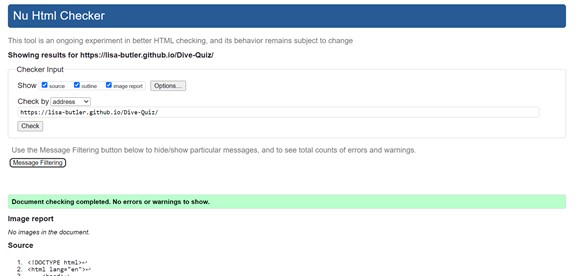 Nu Html Checker
This tool is an ongoing experiment in better HTML checking, and its behavior remains subject to change
Showing results for https://lisa-butler.github.io/Dive-Quiz/
Checker Input
Show source outline image report Options...
Check by address
https://lisa-butler.github.io/Dive-Quiz/
Check
Use the Message Filtering button below to hide/show particular messages, and to see total counts of errors and warnings.
Message Filtering
Document checking completed. No errors or warnings to show.
Image report
No images in the document.
Source
1. <!DOCTYPE html>↩
2. <html lang="en">↩